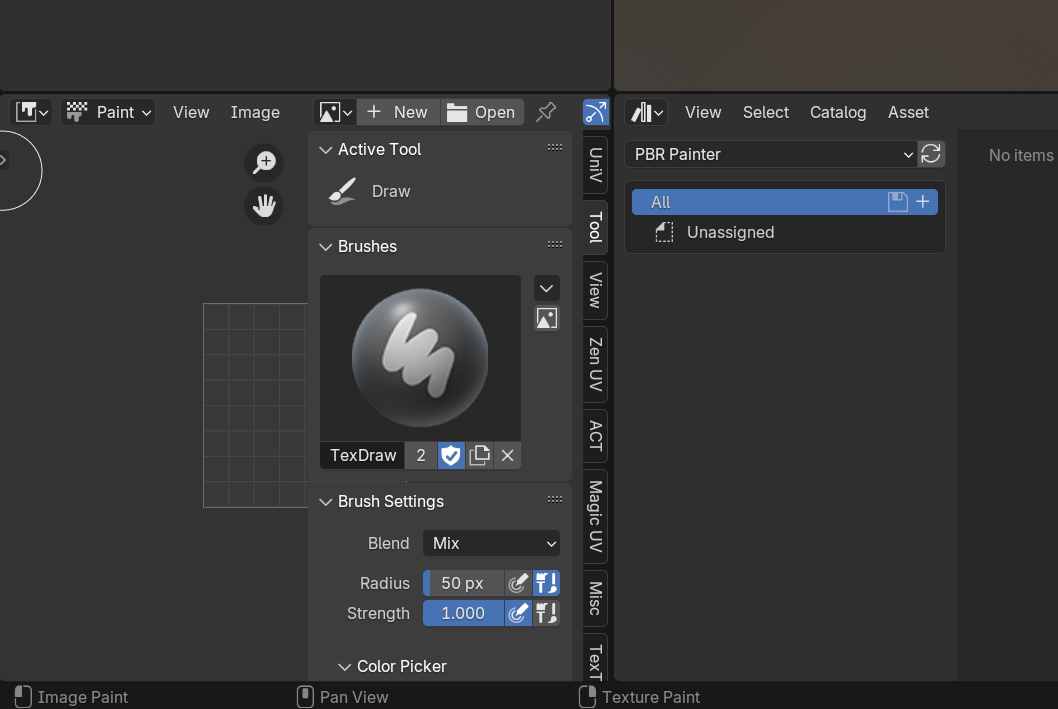 Paint View Image New Open
Active Tool
Draw
Brushes
TexDraw 2
Brush Settings
Blend Mix
Radius 50 px
Strength 1.000
Color Picker
UniV
Tool
View
Zen UV
ACT
Magic UV
Misc
TexT
View Select Catalog Asset
PBR Painter
All
Unassigned
No items
Image Paint Pan View Texture Paint